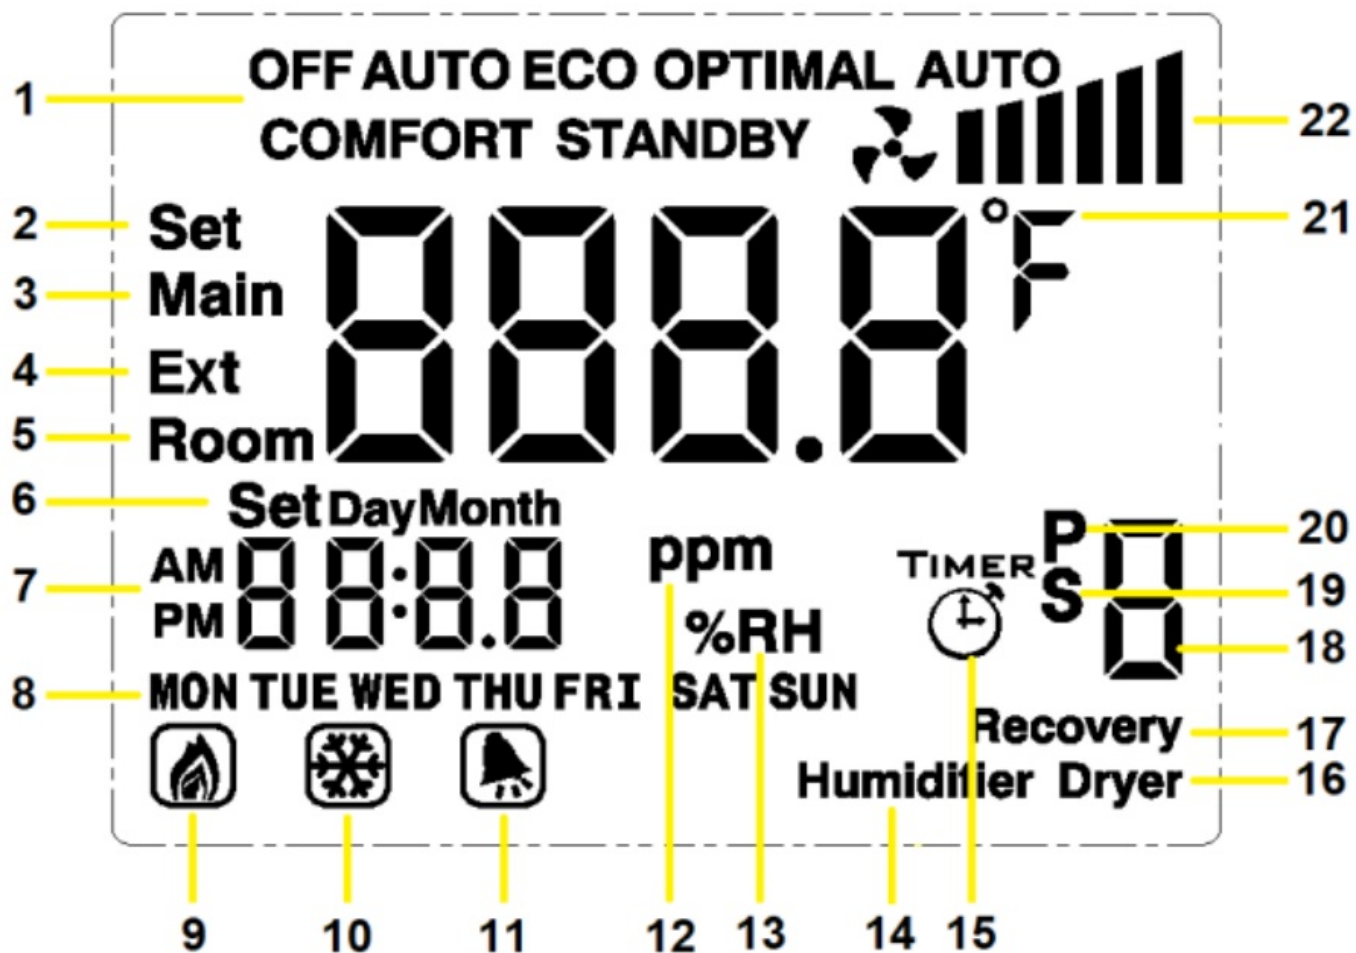 OFF AUTO ECO OPTIMAL AUTO
1
COMFORT STANDBY
22
2 Set
888.8 °F
21
3 Main
4 Ext
5 Room
6 Set Day Month
7 AM
PM
88:8.8
ppm
%RH
TIMER
P 20
S 19
8 18
8 MON TUE WED THU FRI SAT SUN
Recovery 17
Humidifier Dryer 16
9 10 11 12 13 14 15